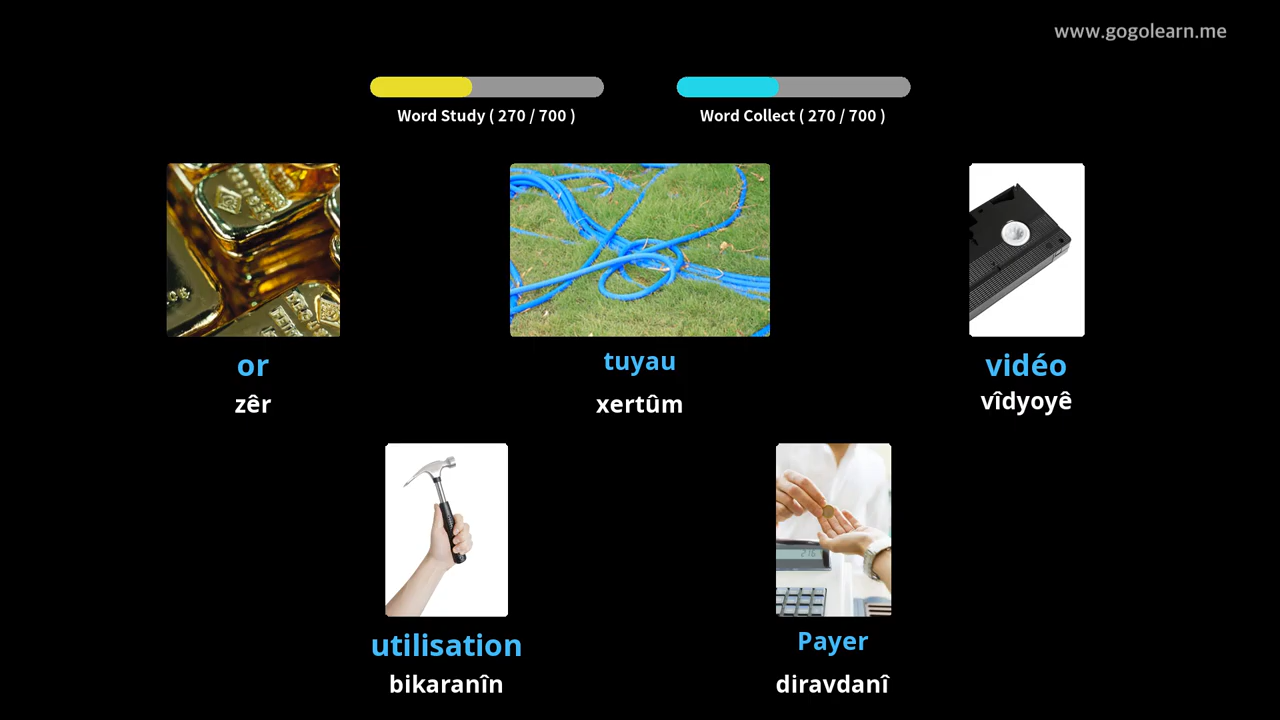 www.gogolearn.me
Word Study ( 270 / 700 )
Word Collect ( 270 / 700 )
or
tuyau
vidéo
zêr
xertûm
vîdyoyê
utilisation
Payer
bikaranîn
diravdanî